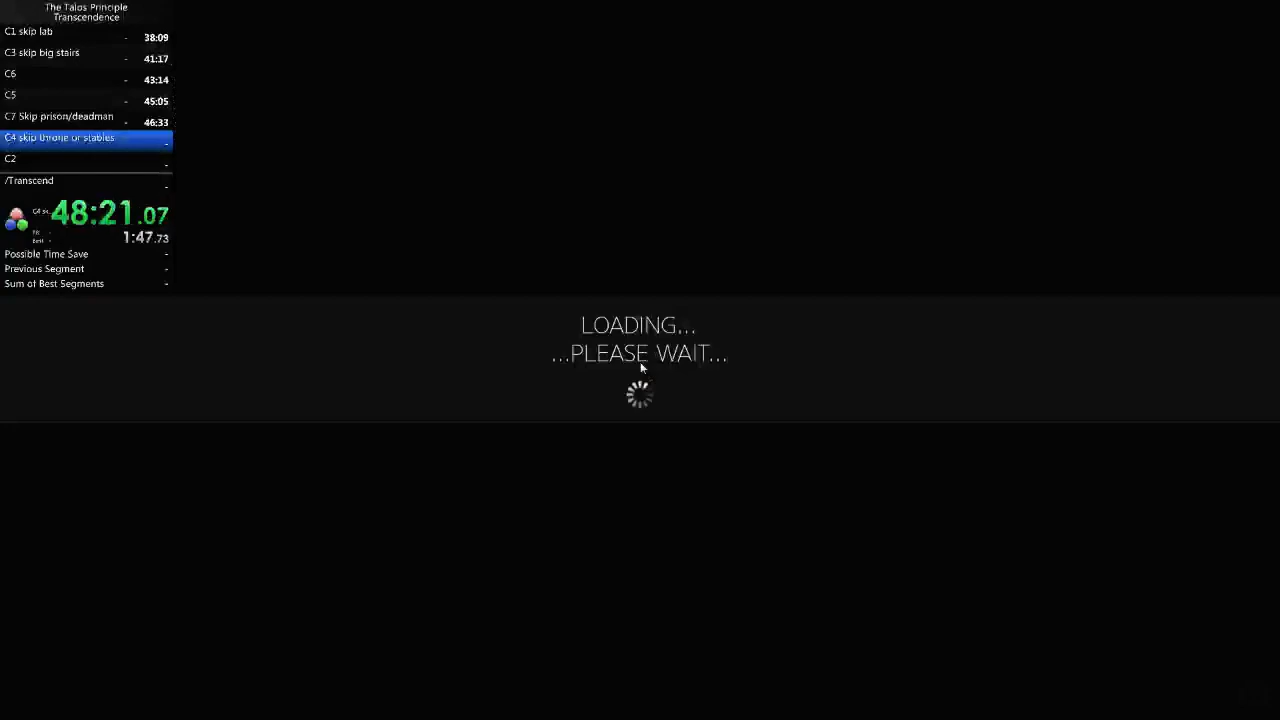 The Talos Principle
Transcendence
C1 skip lab - 38:09
C3 skip big stairs - 41:17
C6 - 43:14
C5 - 45:05
C7 Skip prison/deadman - 46:33
C4 skip throne or stables -
C2 -
/Transcend -
48:21.07
1:47.73
Possible Time Save -
Previous Segment -
Sum of Best Segments -
LOADING...
...PLEASE WAIT...